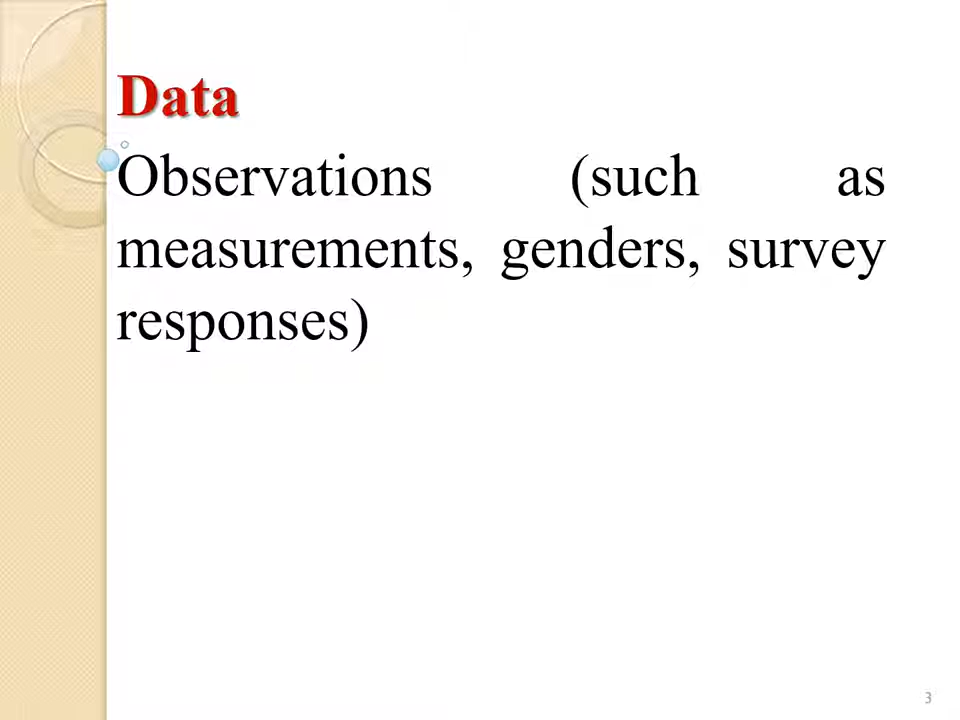 Data
Observations (such as
measurements, genders, survey
responses)
3